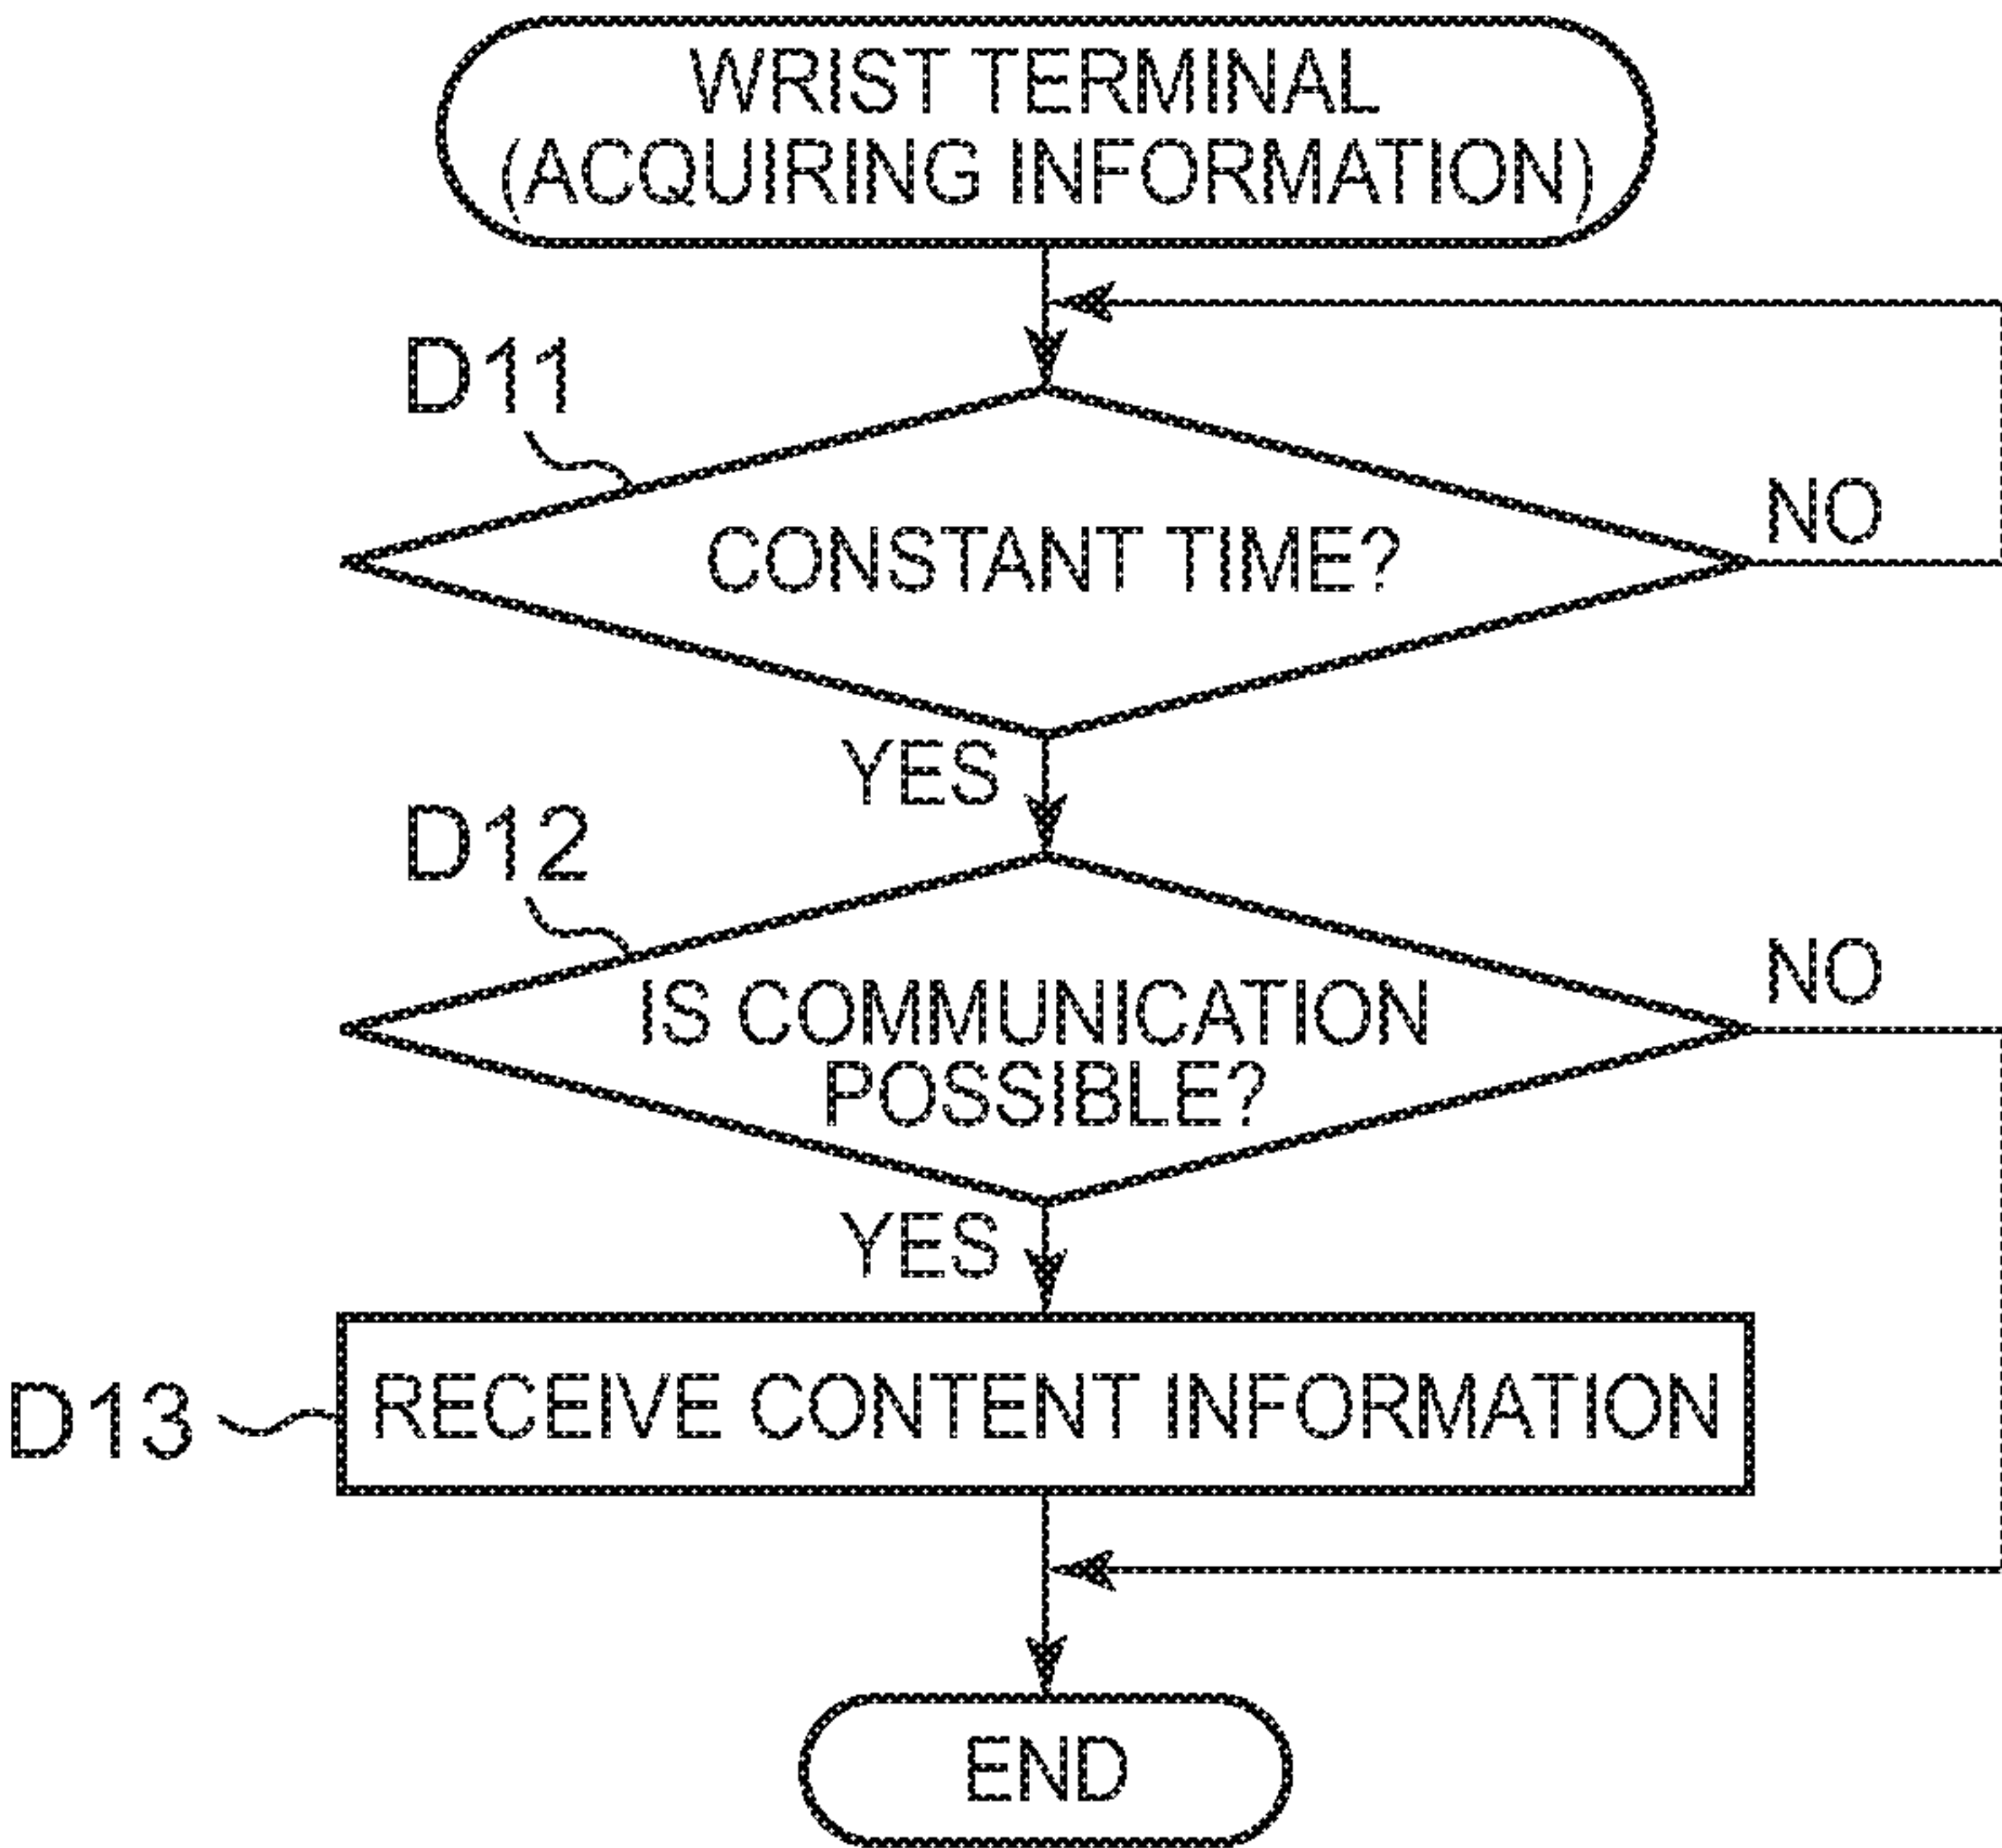 WRIST TERMINAL
(ACQUIRING INFORMATION)
D11
CONSTANT TIME?
NO
YES
D12
IS COMMUNICATION
POSSIBLE?
NO
YES
D13
RECEIVE CONTENT INFORMATION
END